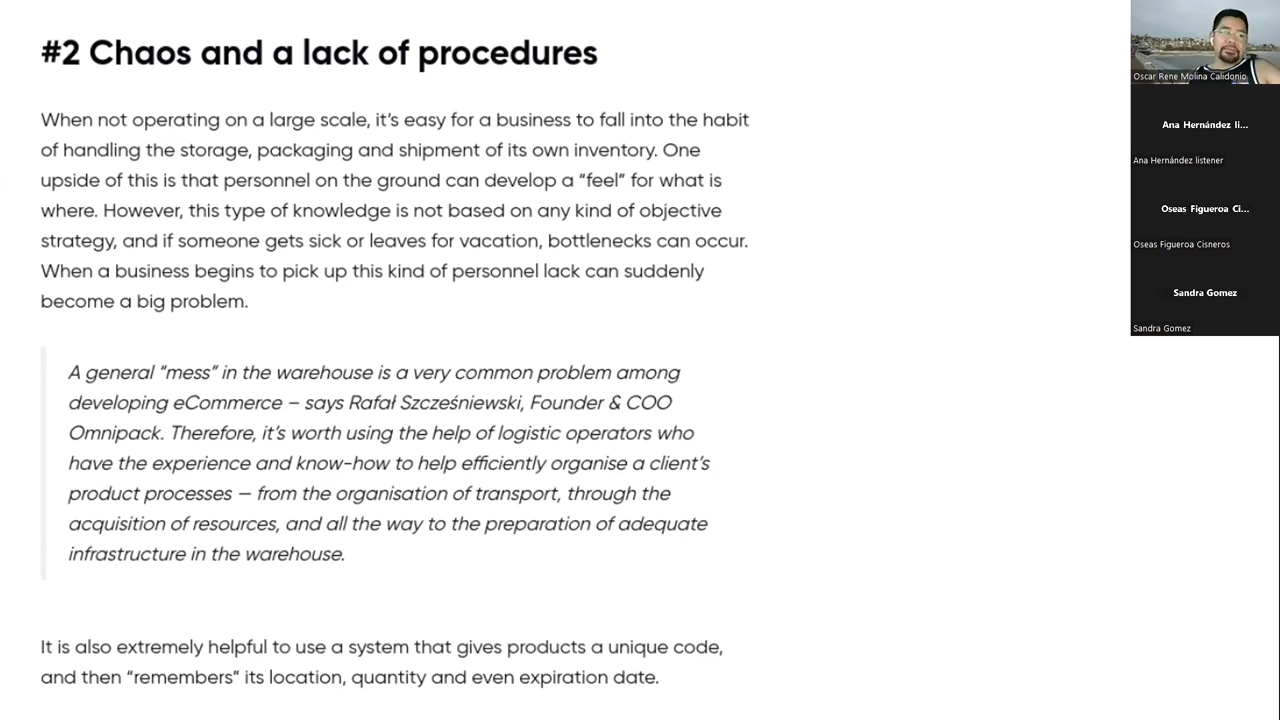 #2 Chaos and a lack of procedures
When not operating on a large scale, it's easy for a business to fall into the habit
of handling the storage, packaging and shipment of its own inventory. One
upside of this is that personnel on the ground can develop a “feel” for what is
where. However, this type of knowledge is not based on any kind of objective
strategy, and if someone gets sick or leaves for vacation, bottlenecks can occur.
When a business begins to pick up this kind of personnel lack can suddenly
become a big problem.
A general “mess” in the warehouse is a very common problem among
developing eCommerce – says Rafał Szcześniewski, Founder & COO
Omnipack. Therefore, it's worth using the help of logistic operators who
have the experience and know-how to help efficiently organise a client's
product processes — from the organisation of transport, through the
acquisition of resources, and all the way to the preparation of adequate
infrastructure in the warehouse.
It is also extremely helpful to use a system that gives products a unique code,
and then “remembers” its location, quantity and even expiration date.
Oscar Rene Molina Calidonio
Ana Hernández li...
Ana Hernández listener
Oseas Figueroa Ci...
Oseas Figueroa Cisneros
Sandra Gomez
Sandra Gomez